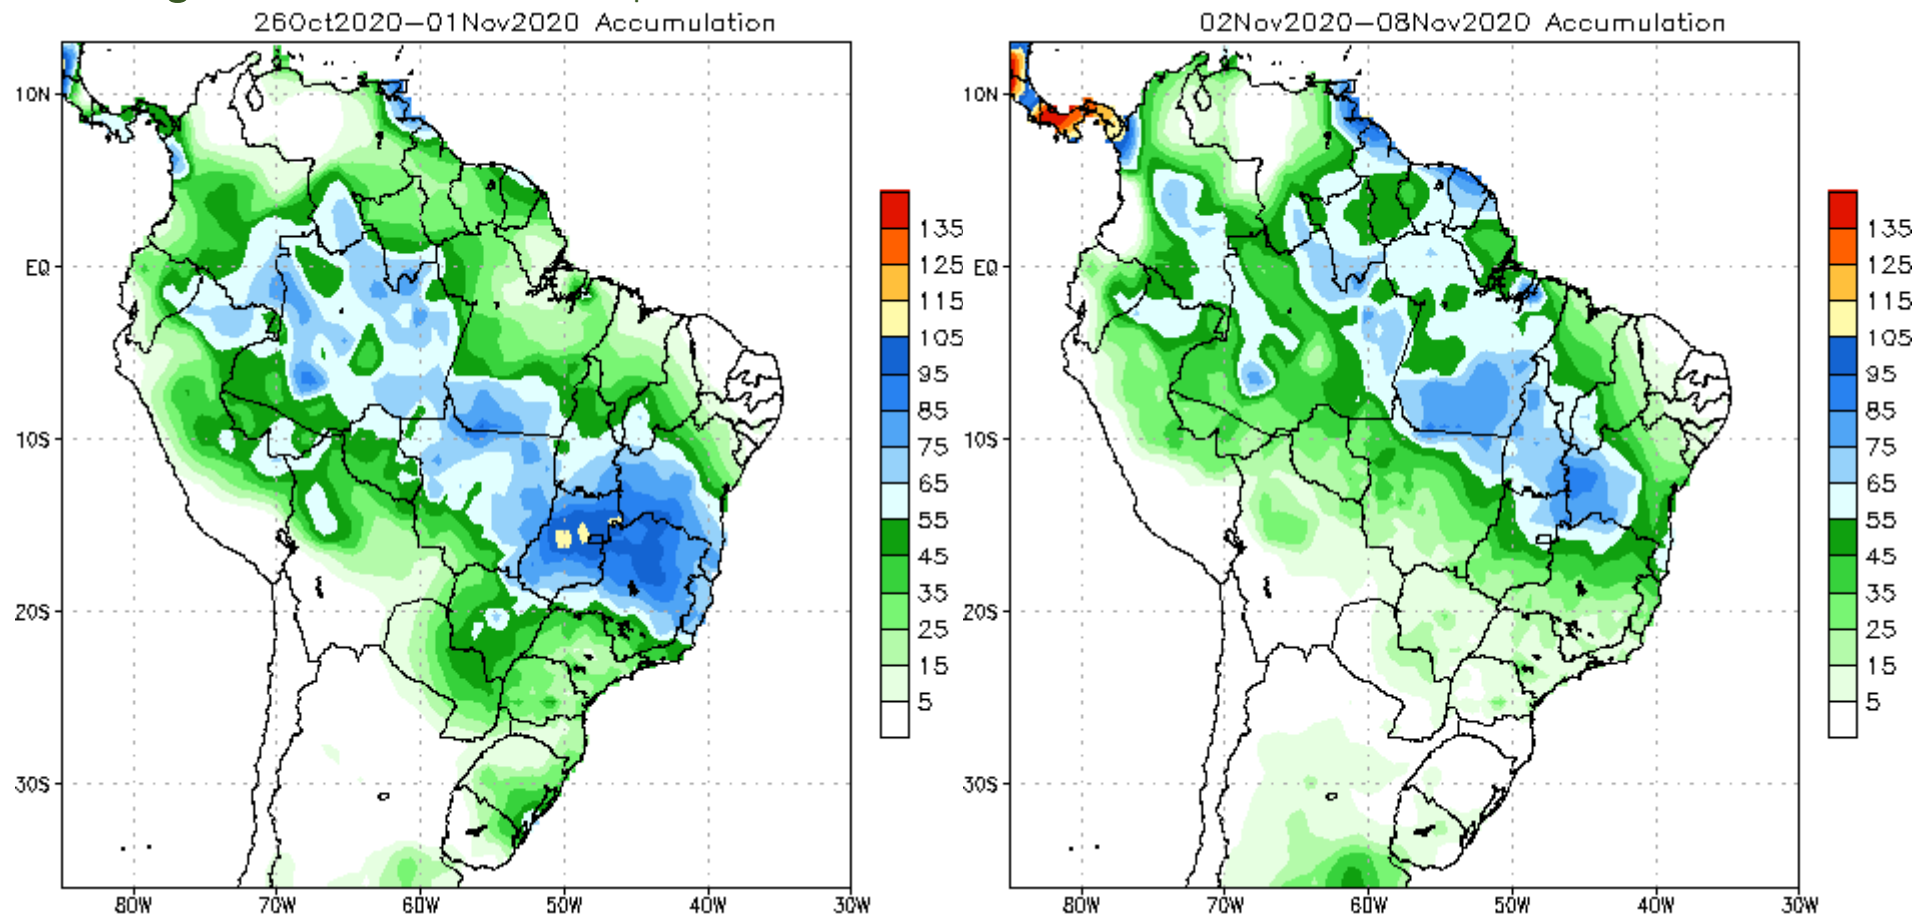 26Oct2020–01Nov2020 Accumulation
02Nov2020–08Nov2020 Accumulation
10N
EQ
10S
20S
30S
80W
70W
60W
50W
40W
30W
135
125
115
105
95
85
75
65
55
45
35
25
15
5
10N
EQ
10S
20S
30S
80W
70W
60W
50W
40W
30W
135
125
115
105
95
85
75
65
55
45
35
25
15
5